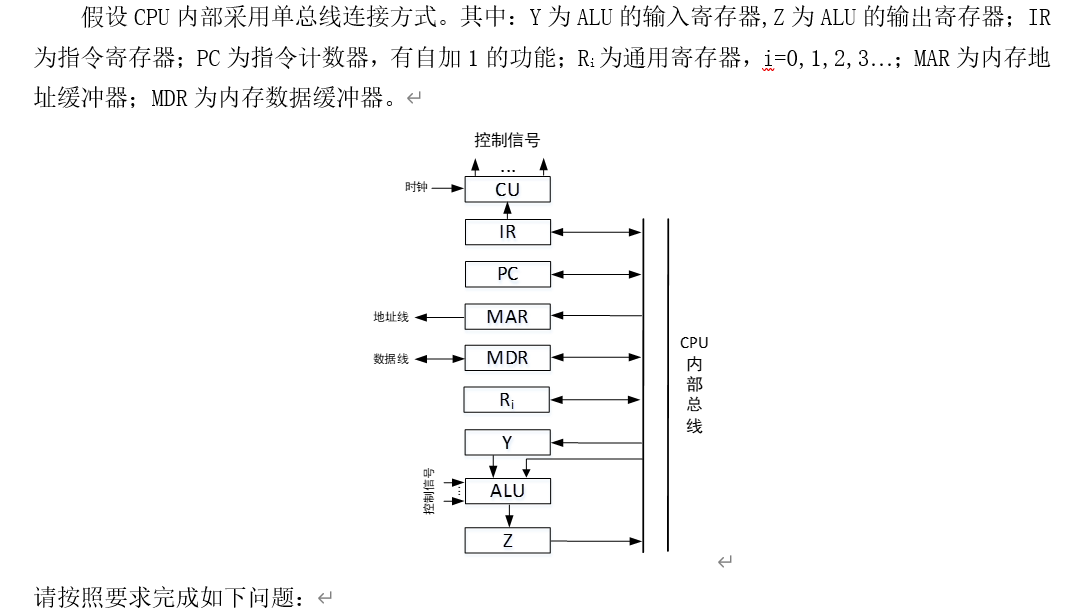 假设 CPU 内部采用单总线连接方式。其中：Y 为 ALU 的输入寄存器,Z 为 ALU 的输出寄存器；IR
为指令寄存器；PC 为指令计数器，有自加 1 的功能；Rᵢ为通用寄存器，i=0,1,2,3…；MAR 为内存地
址缓冲器；MDR 为内存数据缓冲器。↵
控制信号
...
时钟
CU
IR
PC
地址线
MAR
数据线
MDR
Rᵢ
Y
控制信号
...
ALU
Z
CPU
内
部
总
线
↵
请按照要求完成如下问题：↵